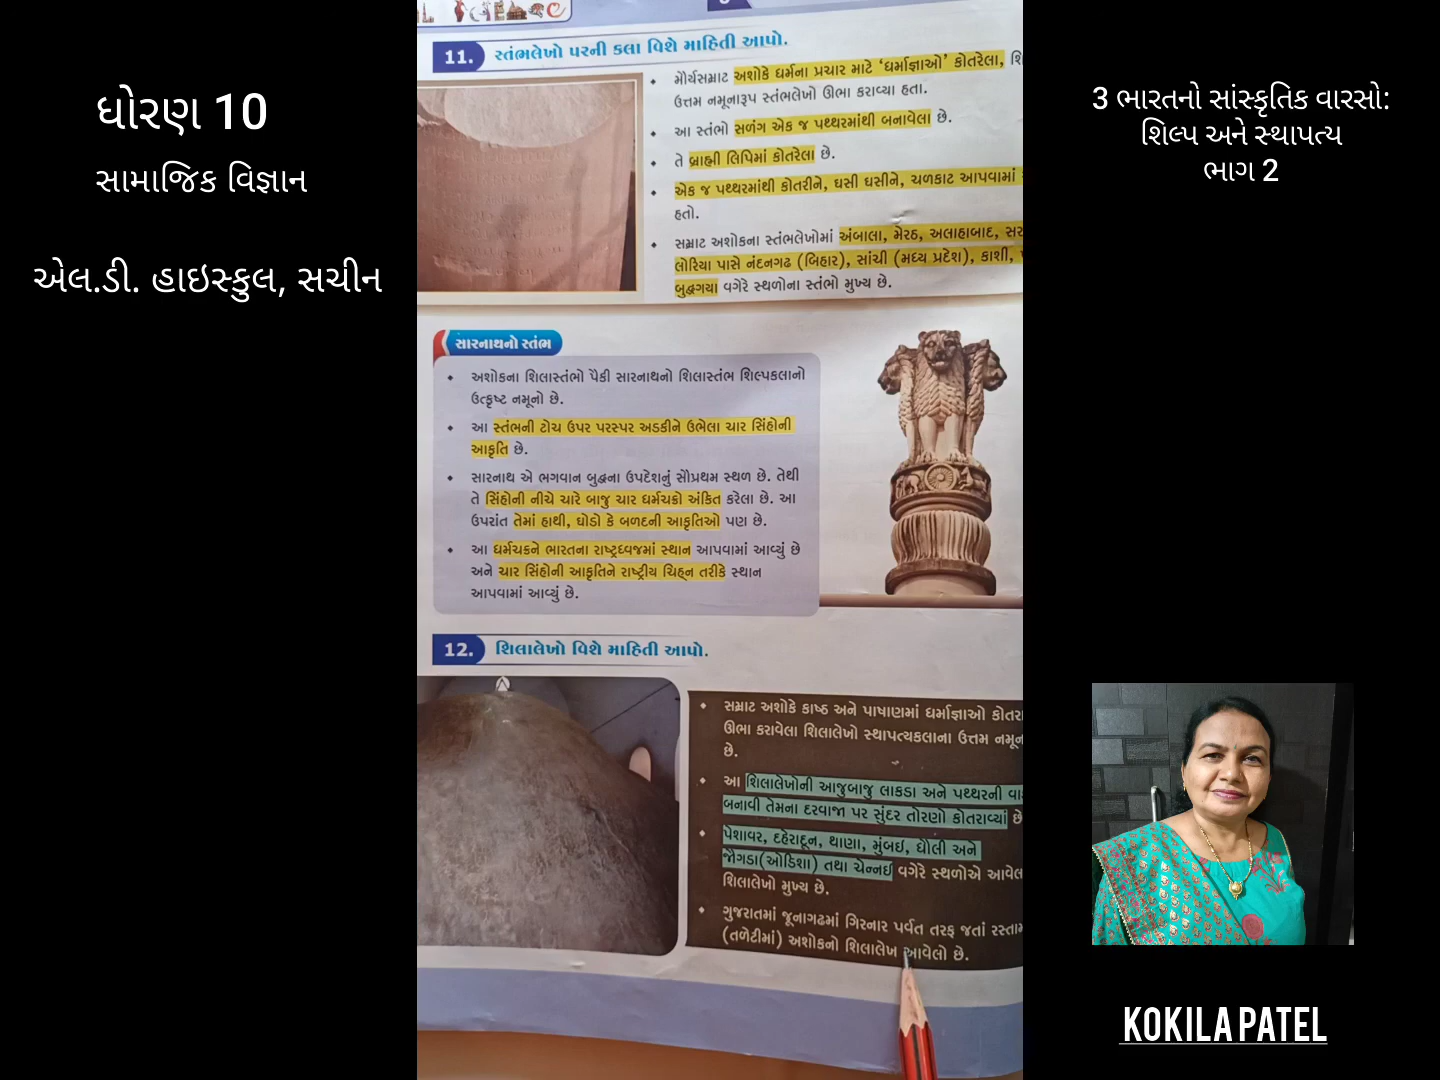 ધોરણ 10
સામાજિક વિજ્ઞાન
એલ.ડી. હાઇસ્કુલ, સચીન
11. સ્તંભલેખો પરની કલા વિશે માહિતી આપો.
• મૌર્યસમ્રાટ અશોકે ધર્મના પ્રચાર માટે ‘ધર્માજ્ઞાઓ’ કોતરેલા,
ઉત્તમ નમૂનારૂપ સ્તંભલેખો ઊભા કરાવ્યા હતા.
• આ સ્તંભો સળંગ એક જ પથ્થરમાંથી બનાવેલા છે.
• તે બ્રાહ્મી લિપિમાં કોતરેલા છે.
• એક જ પથ્થરમાંથી કોતરીને, ઘસી ઘસીને, ચળકાટ આપવામાં
હતો.
• સમ્રાટ અશોકના સ્તંભલેખોમાં અંબાલા, મેરઠ, અલાહાબાદ,
લોરિયા પાસે નંદનગઢ (બિહાર), સાંચી (મધ્ય પ્રદેશ), કાશી,
બુદ્ધગયા વગેરે સ્થળોના સ્તંભો મુખ્ય છે.
સારનાથનો સ્તંભ
• અશોકના શિલાસ્તંભો પૈકી સારનાથનો શિલાસ્તંભ શિલ્પકલાનો
ઉત્કૃષ્ટ નમૂનો છે.
• આ સ્તંભની ટોચ ઉપર પરસ્પર અડકીને ઉભેલા ચાર સિંહોની
આકૃતિ છે.
• સારનાથ એ ભગવાન બુદ્ધના ઉપદેશનું સૌપ્રથમ સ્થળ છે. તેથી
તે સિંહોની નીચે ચારે બાજુ ચાર ધર્મચક્રો અંકિત કરેલા છે. આ
ઉપરાંત તેમાં હાથી, ઘોડો કે બળદની આકૃતિઓ પણ છે.
• આ ધર્મચક્રને ભારતના રાષ્ટ્રધ્વજમાં સ્થાન આપવામાં આવ્યું છે
અને ચાર સિંહોની આકૃતિને રાષ્ટ્રીય ચિહ્ન તરીકે સ્થાન
આપવામાં આવ્યું છે.
12. શિલાલેખો વિશે માહિતી આપો.
• સમ્રાટ અશોકે કાષ્ઠ અને પાષાણમાં ધર્માજ્ઞાઓ
ઊભા કરાવેલા શિલાલેખો સ્થાપત્યકલાના ઉત્તમ
છે.
• આ શિલાલેખોની આજુબાજુ લાકડા અને પથ્થરની
બનાવી તેમના દરવાજા પર સુંદર તોરણો કોતરાવ્યાં છે
• પેશાવર, દહેરાદૂન, થાણા, મુંબઇ, ધૌલી અને
જૌગડા(ઓડિશા) તથા ચેન્નઈ વગેરે સ્થળોએ
શિલાલેખો મુખ્ય છે.
• ગુજરાતમાં જૂનાગઢમાં ગિરનાર પર્વત તરફ જતાં
(તળેટીમાં) અશોકનો શિલાલેખ આવેલો છે.
3 ભારતનો સાંસ્કૃતિક વારસો:
શિલ્પ અને સ્થાપત્ય
ભાગ 2
KOKILA PATEL